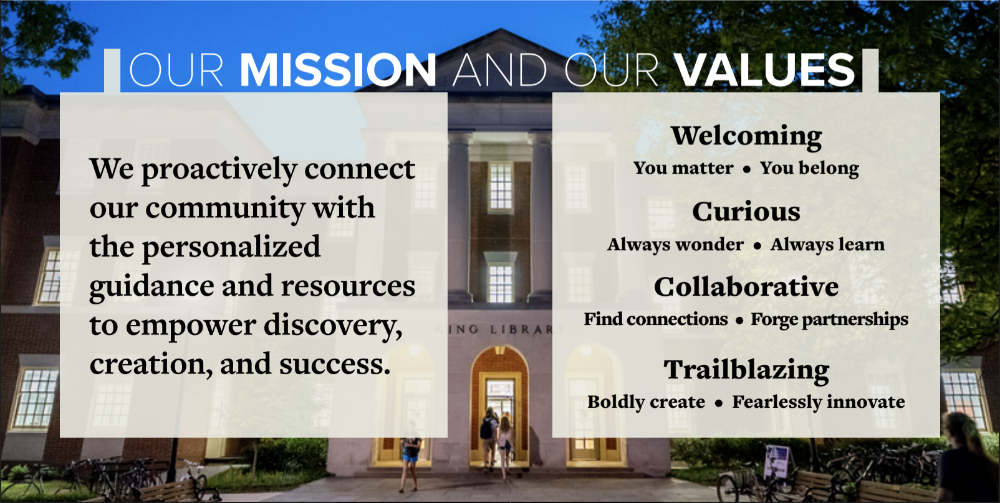 OUR MISSION AND OUR VALUES
We proactively connect
our community with
the personalized
guidance and resources
to empower discovery,
creation, and success.
Welcoming
You matter • You belong
Curious
Always wonder • Always learn
Collaborative
Find connections • Forge partnerships
Trailblazing
Boldly create • Fearlessly innovate
KING LIBRARY